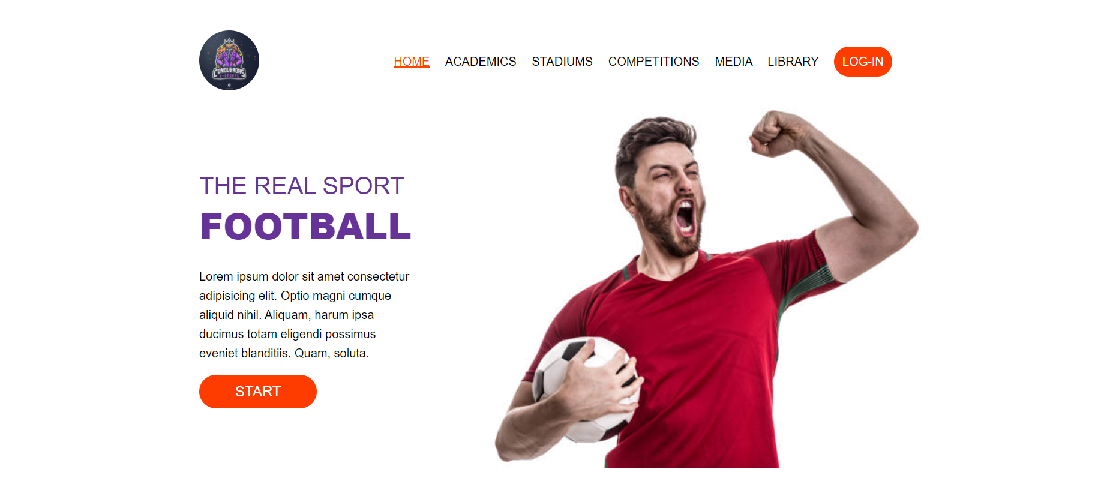 HOME ACADEMICS STADIUMS COMPETITIONS MEDIA LIBRARY LOG-IN
THE REAL SPORT
FOOTBALL
Lorem ipsum dolor sit amet consectetur
adipisicing elit. Optio magni cumque
aliquid nihil. Aliquam, harum ipsa
ducimus totam eligendi possimus
eveniet blanditiis. Quam, soluta.
START